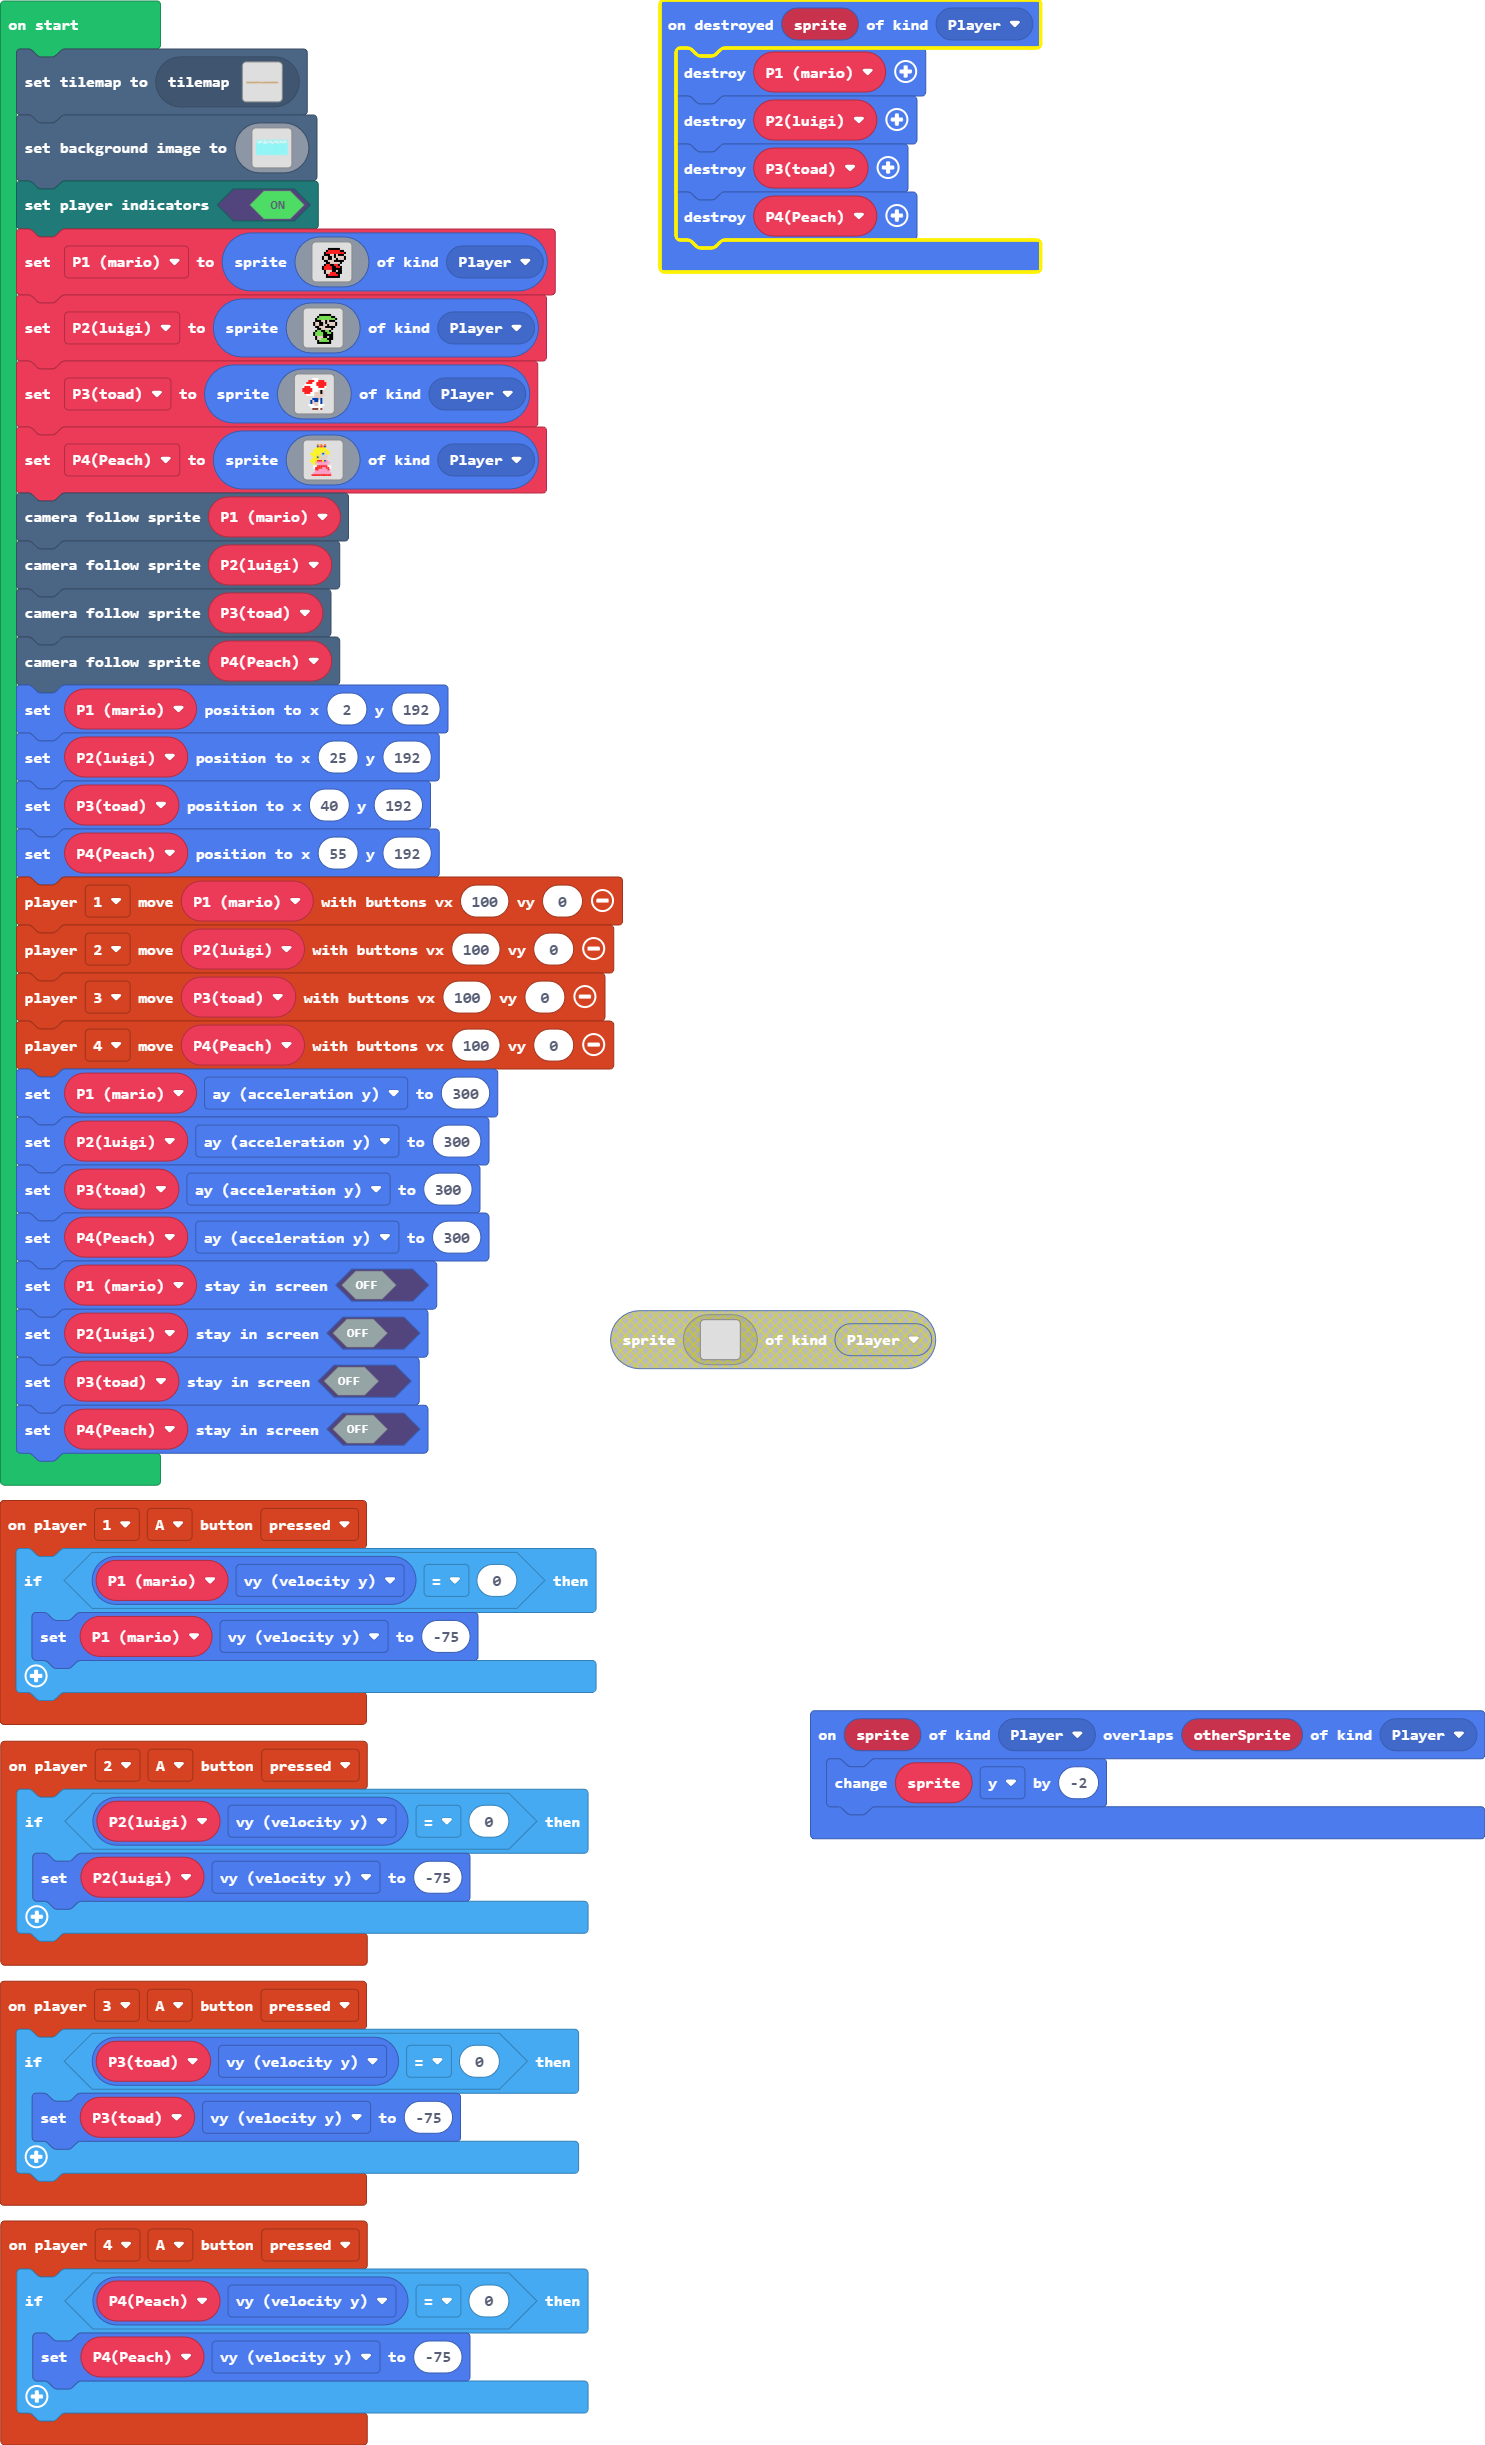 on start
set tilemap to tilemap
set background image to
set player indicators ON
set P1 (mario) to sprite of kind Player
set P2(luigi) to sprite of kind Player
set P3(toad) to sprite of kind Player
set P4(Peach) to sprite of kind Player
camera follow sprite P1 (mario)
camera follow sprite P2(luigi)
camera follow sprite P3(toad)
camera follow sprite P4(Peach)
set P1 (mario) position to x 2 y 192
set P2(luigi) position to x 25 y 192
set P3(toad) position to x 40 y 192
set P4(Peach) position to x 55 y 192
player 1 move P1 (mario) with buttons vx 100 vy 0
player 2 move P2(luigi) with buttons vx 100 vy 0
player 3 move P3(toad) with buttons vx 100 vy 0
player 4 move P4(Peach) with buttons vx 100 vy 0
set P1 (mario) ay (acceleration y) to 300
set P2(luigi) ay (acceleration y) to 300
set P3(toad) ay (acceleration y) to 300
set P4(Peach) ay (acceleration y) to 300
set P1 (mario) stay in screen OFF
set P2(luigi) stay in screen OFF
set P3(toad) stay in screen OFF
set P4(Peach) stay in screen OFF
on destroyed sprite of kind Player
destroy P1 (mario)
destroy P2(luigi)
destroy P3(toad)
destroy P4(Peach)
sprite of kind Player
on player 1 A button pressed
if P1 (mario) vy (velocity y) = 0 then
set P1 (mario) vy (velocity y) to -75
on player 2 A button pressed
if P2(luigi) vy (velocity y) = 0 then
set P2(luigi) vy (velocity y) to -75
on sprite of kind Player overlaps otherSprite of kind Player
change sprite y by -2
on player 3 A button pressed
if P3(toad) vy (velocity y) = 0 then
set P3(toad) vy (velocity y) to -75
on player 4 A button pressed
if P4(Peach) vy (velocity y) = 0 then
set P4(Peach) vy (velocity y) to -75